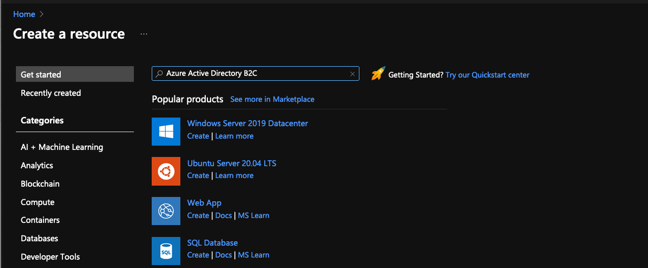 Home >
Create a resource ...
Get started
Recently created
Categories
AI + Machine Learning
Analytics
Blockchain
Compute
Containers
Databases
Developer Tools
Azure Active Directory B2C
Getting Started? Try our Quickstart center
Popular products See more in Marketplace
Windows Server 2019 Datacenter
Create | Learn more
Ubuntu Server 20.04 LTS
Create | Learn more
Web App
Create | Docs | MS Learn
SQL Database
Create | Docs | MS Learn
SQL